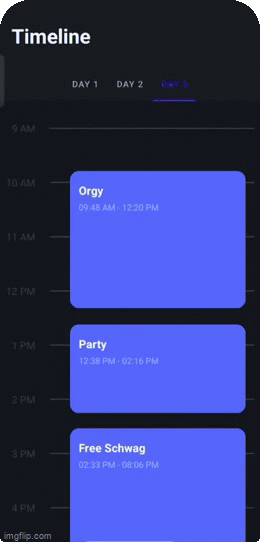 Timeline
DAY 1 DAY 2 DAY 3
9 AM
10 AM
Orgy
09:48 AM - 12:20 PM
11 AM
12 PM
Party
1 PM
12:38 PM - 02:16 PM
2 PM
Free Schwag
3 PM
02:33 PM - 08:06 PM
4 PM
imgflip.com